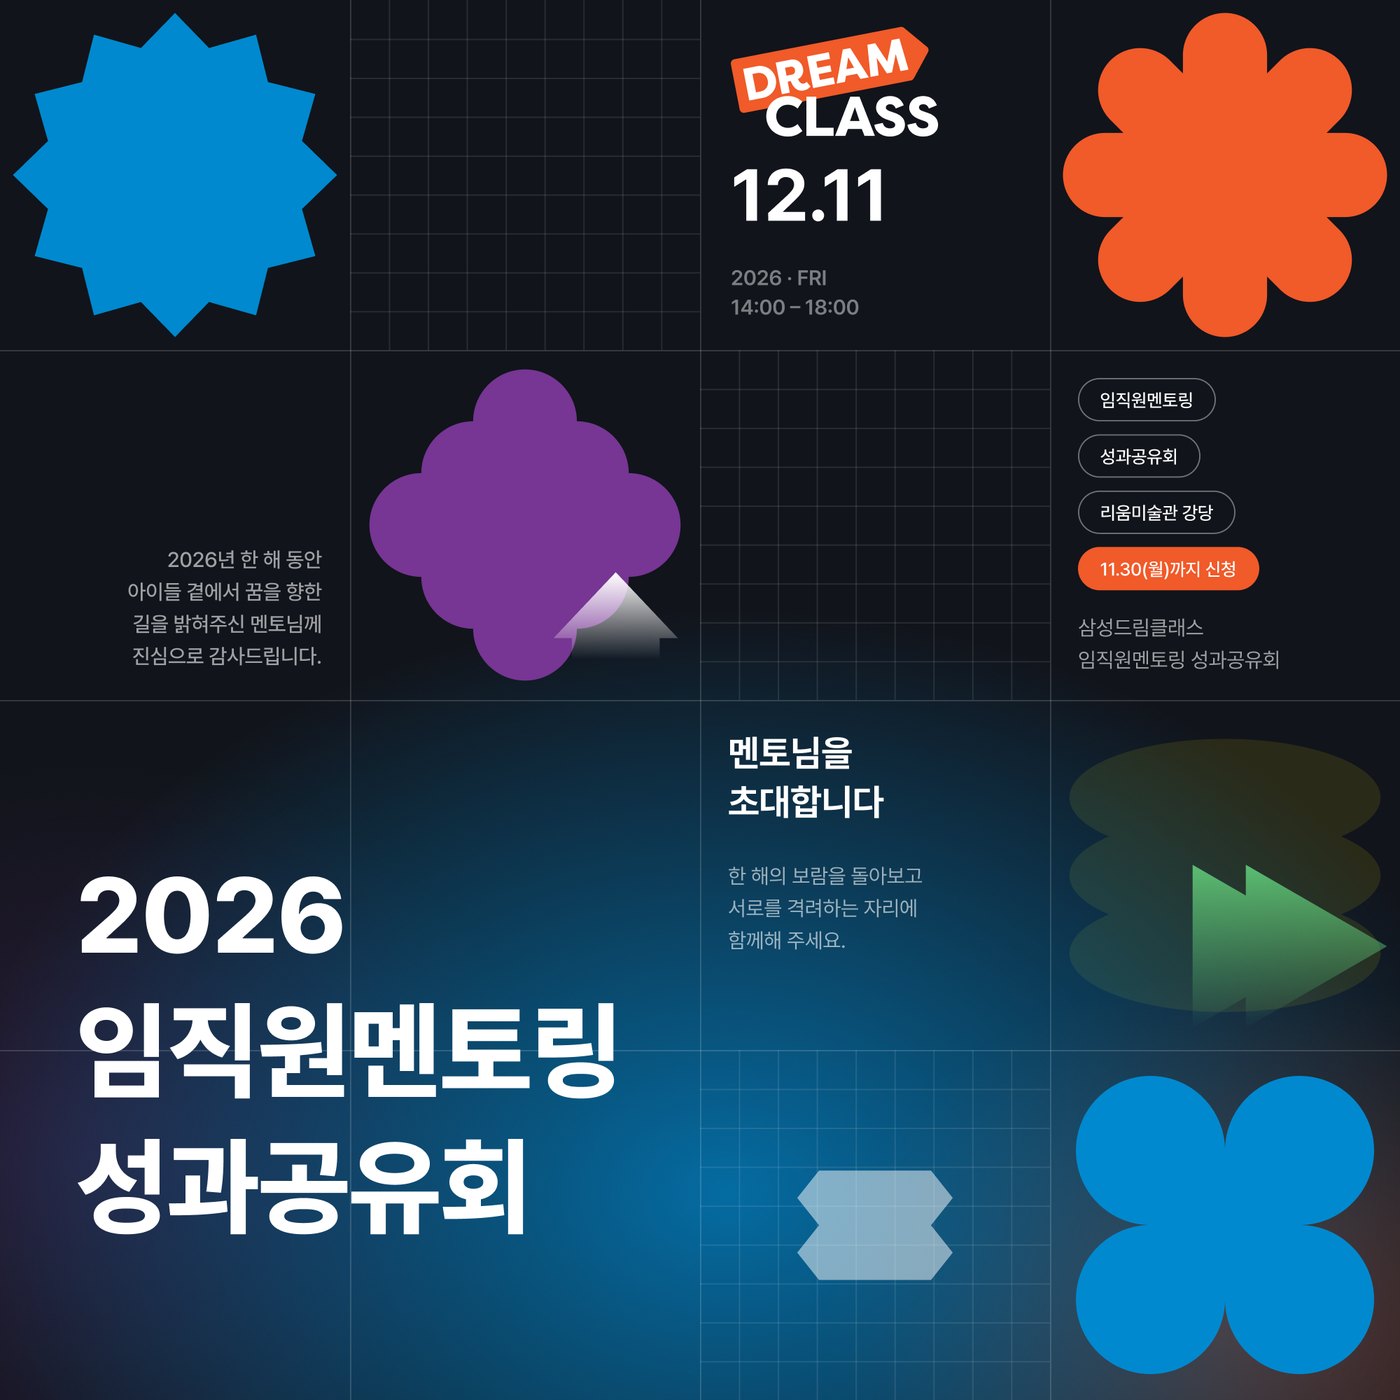 DREAM
CLASS
12.11
2026 · FRI
14:00 – 18:00
임직원멘토링
성과공유회
리움미술관 강당
11.30(월)까지 신청
삼성드림클래스
임직원멘토링 성과공유회
2026년 한 해 동안
아이들 곁에서 꿈을 향한
길을 밝혀주신 멘토님께
진심으로 감사드립니다.
멘토님을
초대합니다
한 해의 보람을 돌아보고
서로를 격려하는 자리에
함께해 주세요.
2026
임직원멘토링
성과공유회